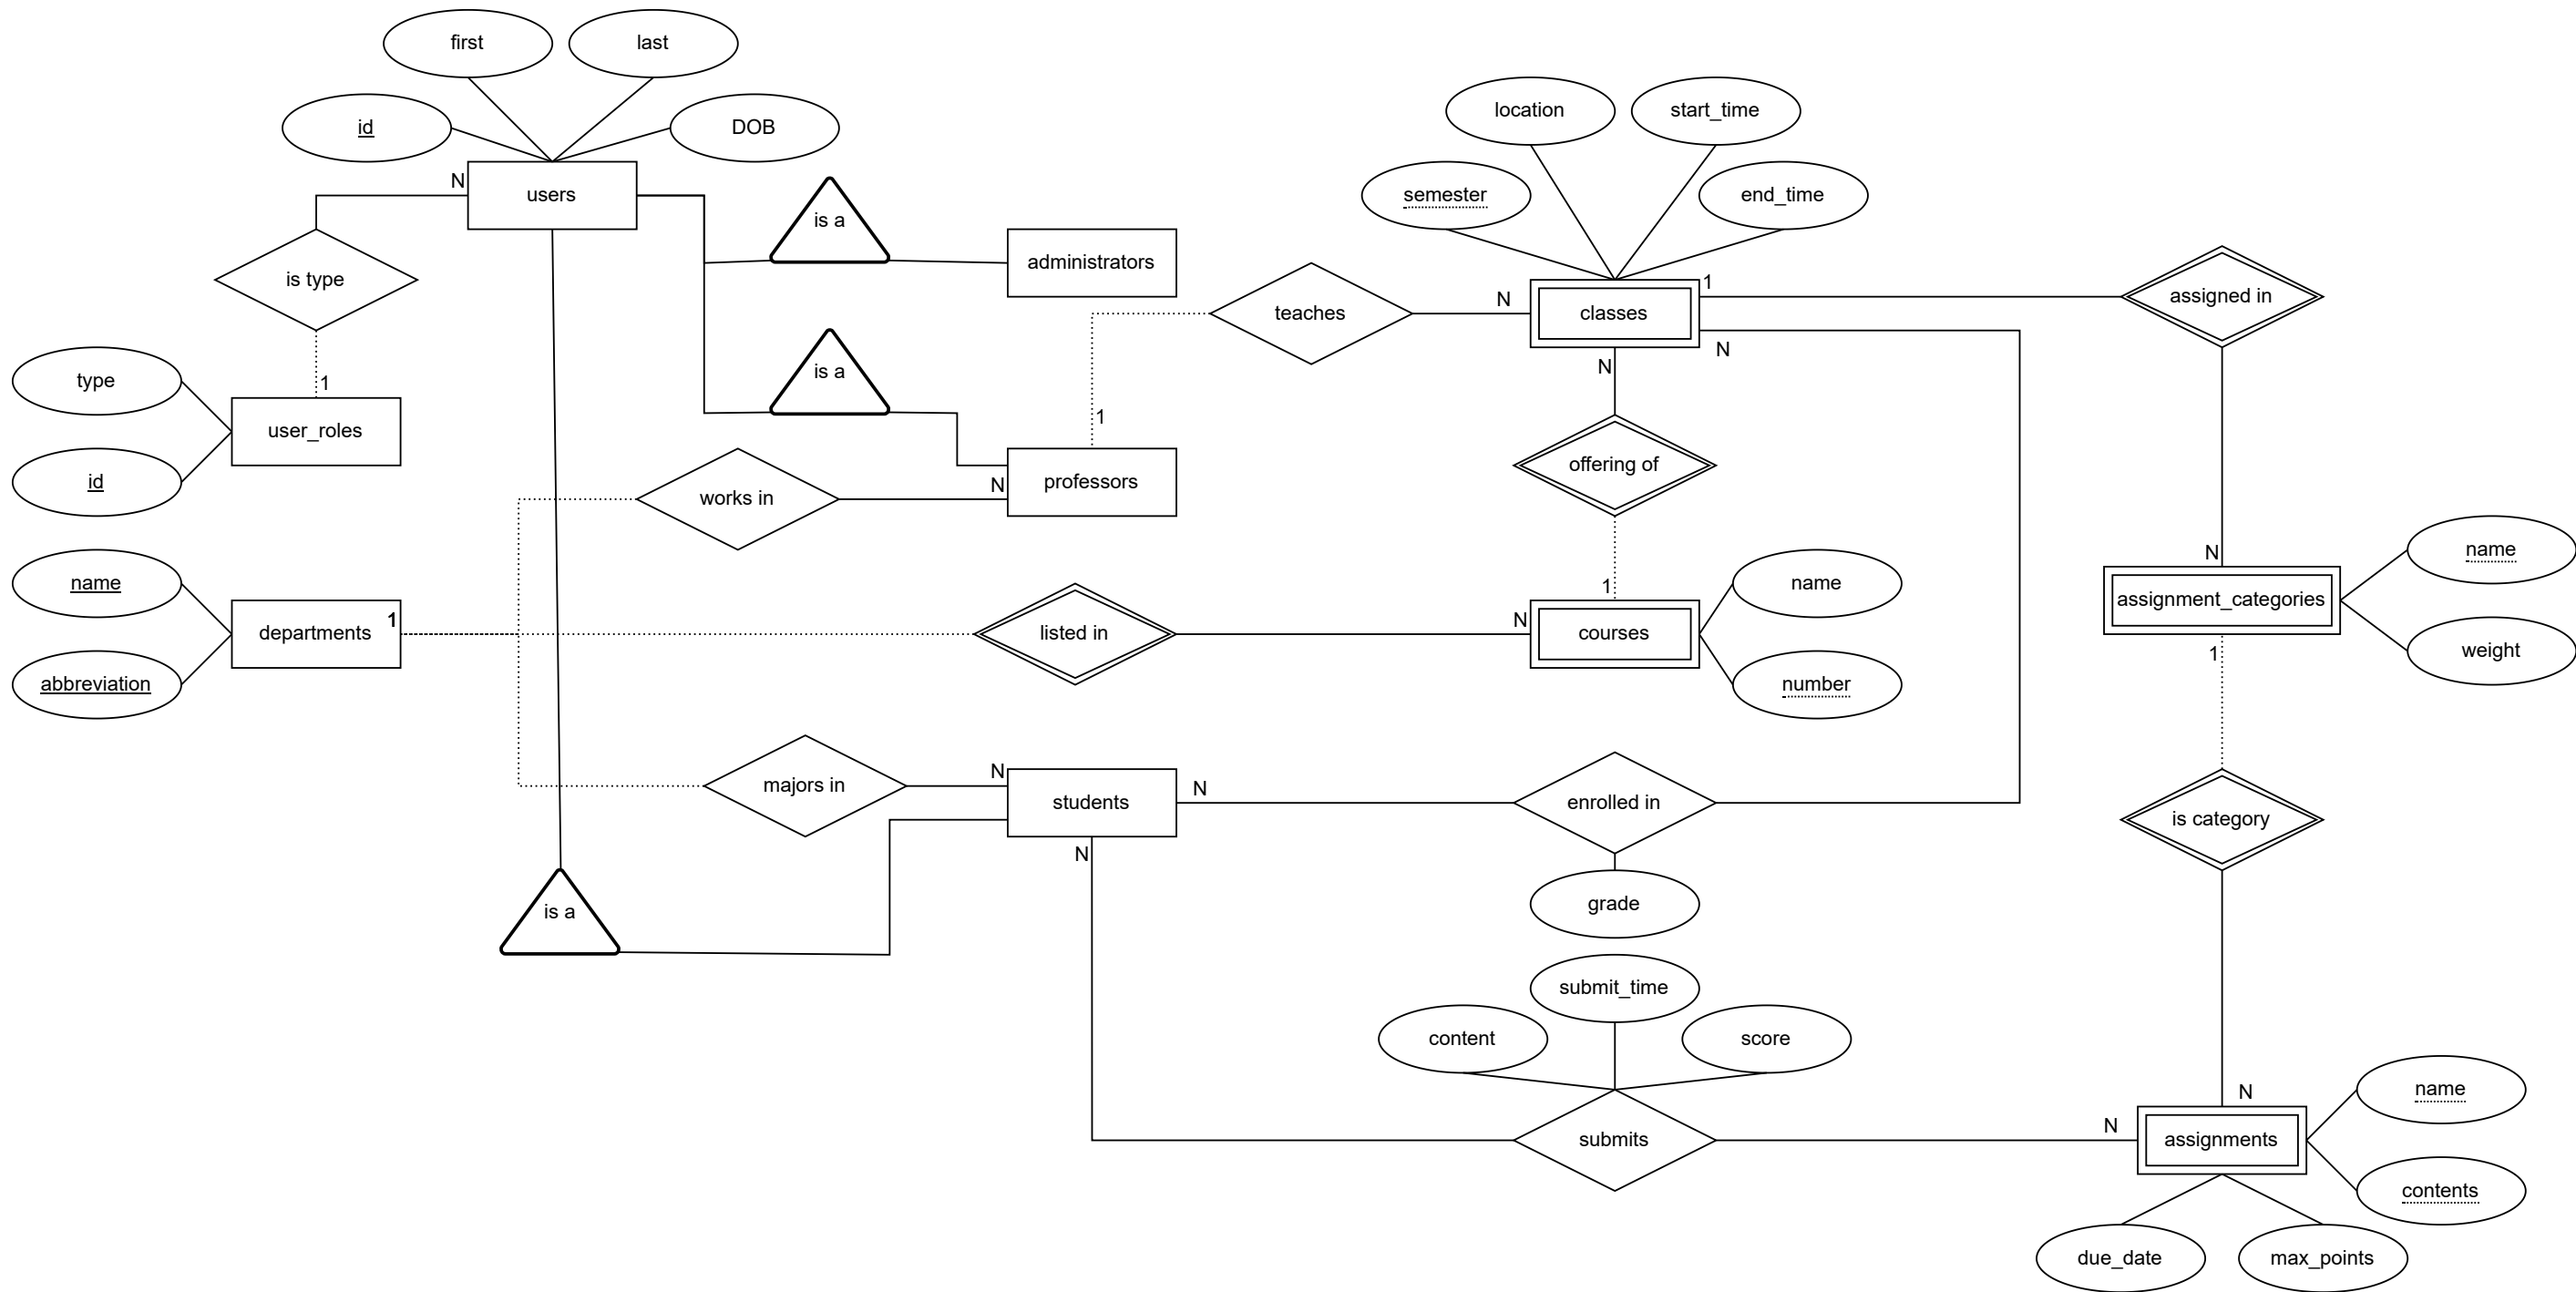 first
last
id
DOB
location
start_time
semester
end_time
N
users
is a
administrators
is type
1
N
teaches
classes
assigned in
N
N
type
1
is a
user_roles
1
id
professors
N
works in
offering of
name
departments
1
abbreviation
listed in
N
1
courses
name
number
N
assignment_categories
name
weight
1
majors in
N
students
N
enrolled in
is category
N
grade
is a
submit_time
content
score
submits
N
N
assignments
name
contents
due_date
max_points